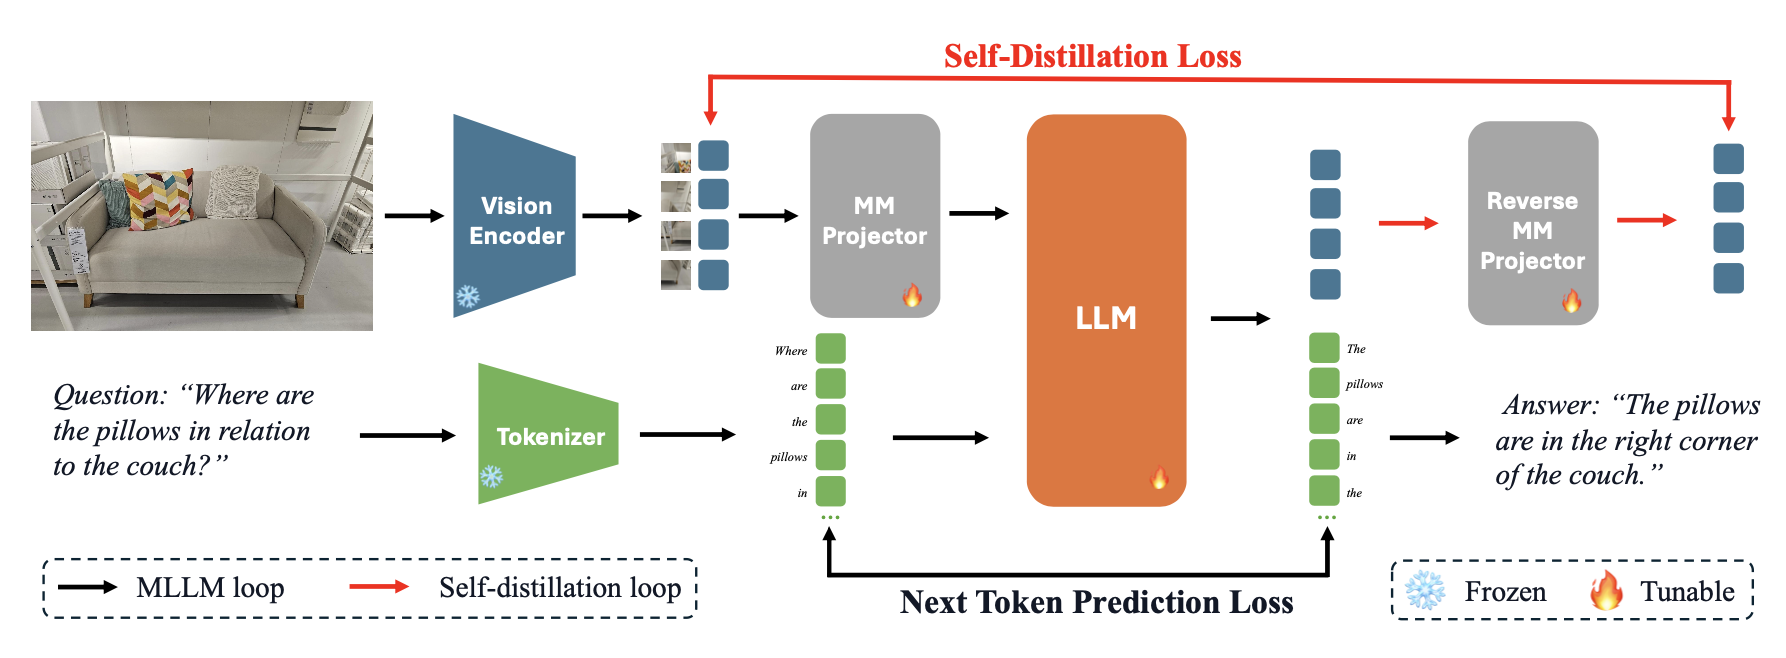 Self-Distillation Loss
Vision
Encoder
MM
Projector
LLM
Reverse
MM
Projector
Question: “Where are
the pillows in relation
to the couch?”
Tokenizer
Where
are
the
pillows
in
...
The
pillows
are
in
the
...
Answer: “The pillows
are in the right corner
of the couch.”
Next Token Prediction Loss
MLLM loop
Self-distillation loop
Frozen
Tunable